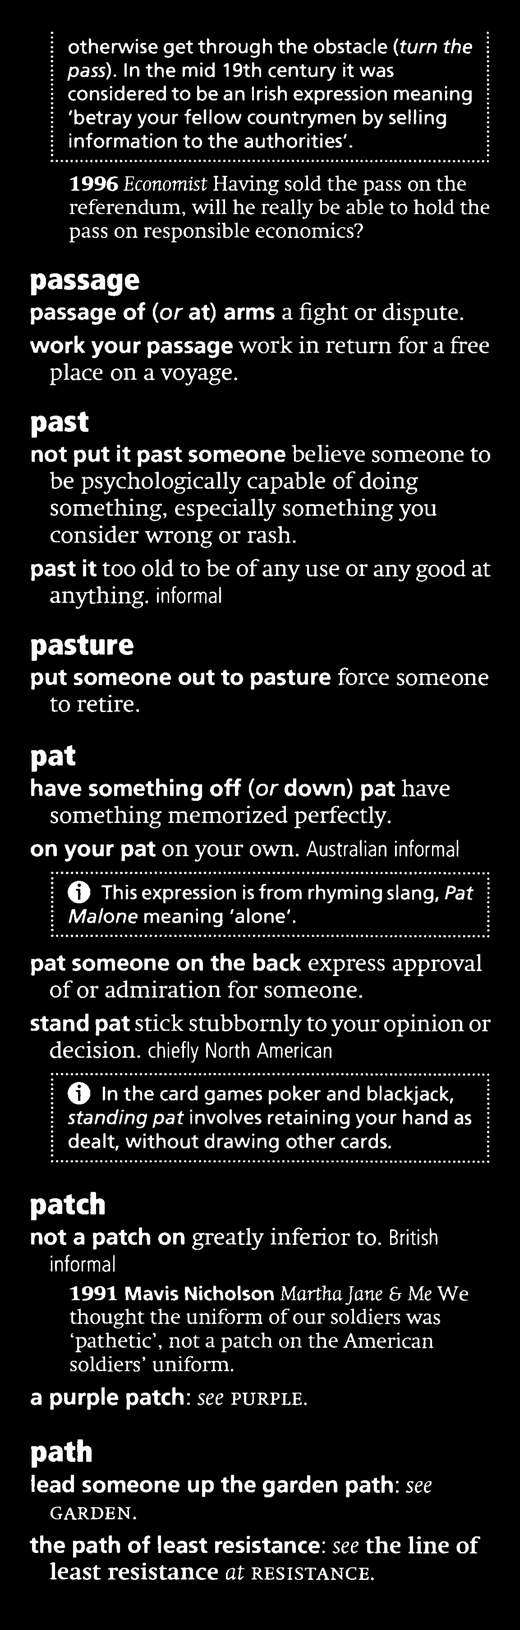 otherwise get through the obstacle (turn the
pass). In the mid 19th century it was
considered to be an Irish expression meaning
‘betray your fellow countrymen by selling
information to the authorities’.
1996 Economist Having sold the pass on the
referendum, will he really be able to hold the
pass on responsible economics?
passage
passage of (or at) arms a fight or dispute.
work your passage work in return for a free
place on a voyage.
past
not put it past someone believe someone to
be psychologically capable of doing
something, especially something you
consider wrong or rash.
past it too old to be of any use or any good at
anything. informal
pasture
put someone out to pasture force someone
to retire.
pat
have something off (or down) pat have
something memorized perfectly.
on your pat on your own. Australian informal
i This expression is from rhyming slang, Pat
Malone meaning ‘alone’.
pat someone on the back express approval
of or admiration for someone.
stand pat stick stubbornly to your opinion or
decision. chiefly North American
i In the card games poker and blackjack,
standing pat involves retaining your hand as
dealt, without drawing other cards.
patch
not a patch on greatly inferior to. British
informal
1991 Mavis Nicholson Martha Jane & Me We
thought the uniform of our soldiers was
‘pathetic’, not a patch on the American
soldiers’ uniform.
a purple patch: see PURPLE.
path
lead someone up the garden path: see
GARDEN.
the path of least resistance: see the line of
least resistance at RESISTANCE.